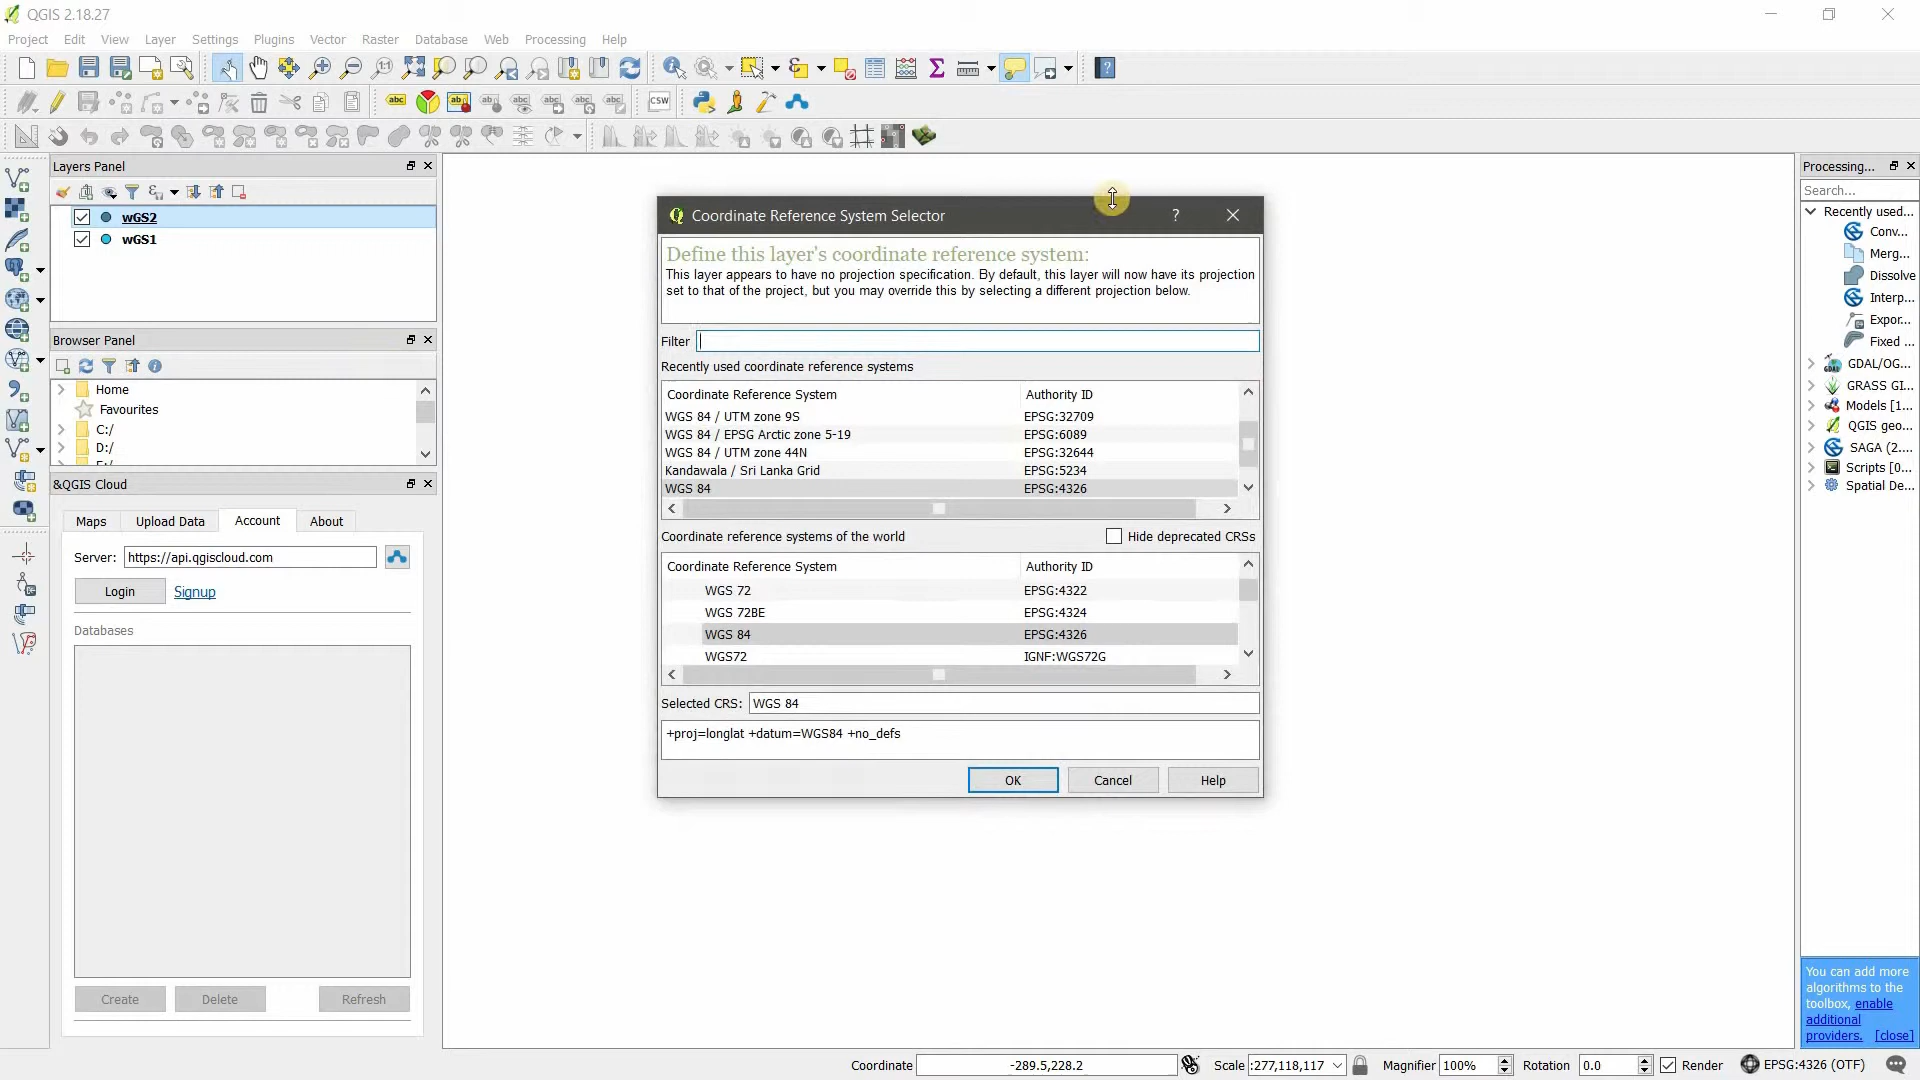 QGIS 2.18.27
Project Edit View Layer Settings Plugins Vector Raster Database Web Processing Help
1:1
abc abc abc CSW
Layers Panel
wGS2
wGS1
Browser Panel
Home
Favourites
C:/
D:/
&QGIS Cloud
Maps Upload Data Account About
Server: https://api.qgiscloud.com
Login Signup
Databases
Create Delete Refresh
Coordinate Reference System Selector ?
Define this layer's coordinate reference system:
This layer appears to have no projection specification. By default, this layer will now have its projection
set to that of the project, but you may override this by selecting a different projection below.
Filter
Recently used coordinate reference systems
Coordinate Reference System Authority ID
WGS 84 / UTM zone 9S EPSG:32709
WGS 84 / EPSG Arctic zone 5-19 EPSG:6089
WGS 84 / UTM zone 44N EPSG:32644
Kandawala / Sri Lanka Grid EPSG:5234
WGS 84 EPSG:4326
Coordinate reference systems of the world Hide deprecated CRSs
Coordinate Reference System Authority ID
WGS 72 EPSG:4322
WGS 72BE EPSG:4324
WGS 84 EPSG:4326
WGS72 IGNF:WGS72G
Selected CRS: WGS 84
+proj=longlat +datum=WGS84 +no_defs
OK Cancel Help
Processing...
Search...
Recently used...
Conv...
Merg...
Dissolve
Interp...
Expor...
Fixed ...
GDAL/OG...
GRASS GI...
Models [1...
QGIS geo...
SAGA (2....
Scripts [0...
Spatial De...
You can add more
algorithms to the
toolbox, enable
additional
providers. [close]
Coordinate -289.5,228.2 Scale :277,118,117 Magnifier 100% Rotation 0.0 Render EPSG:4326 (OTF)